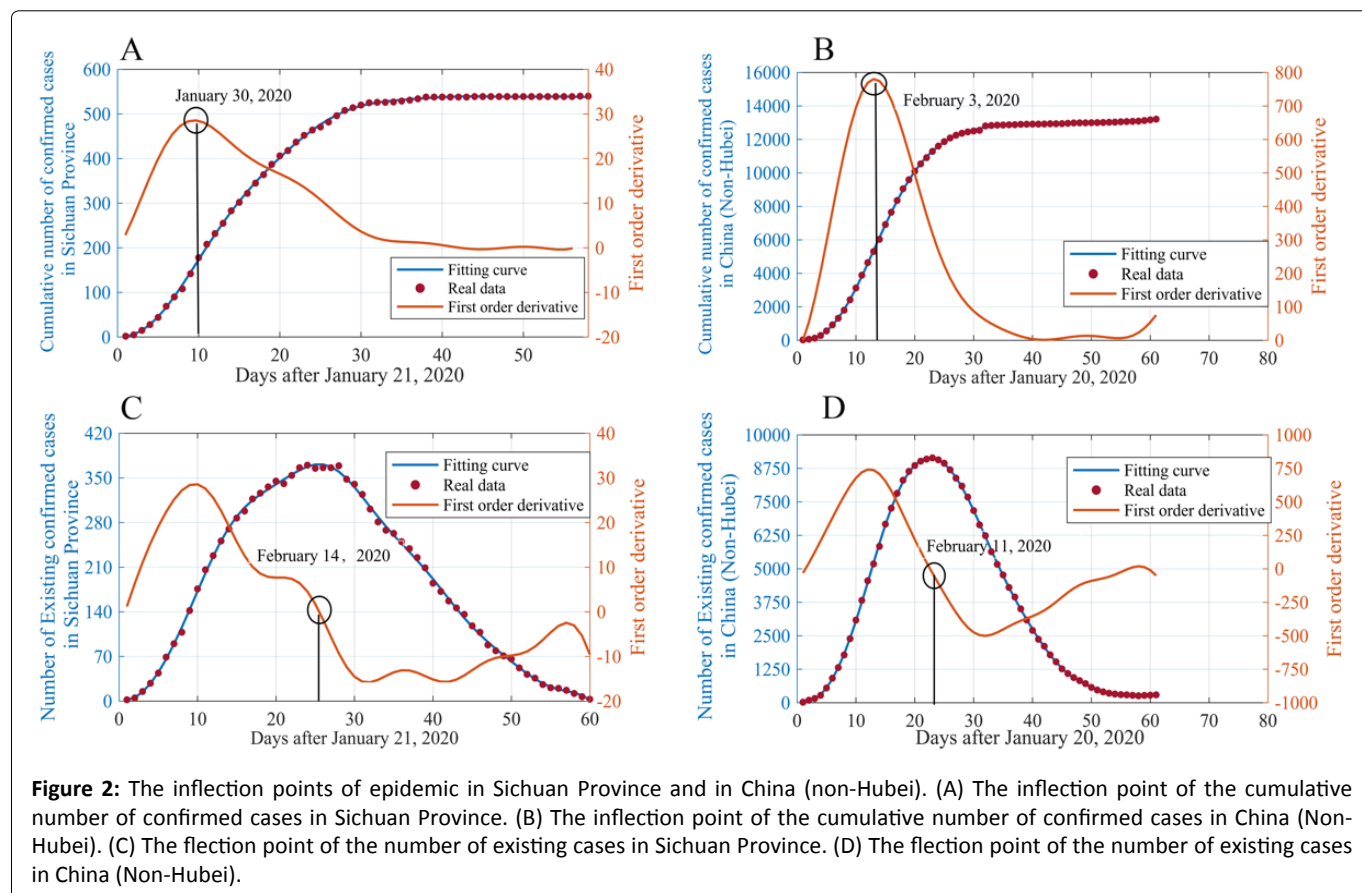 A
Cumulative number of confirmed cases
in Sichuan Province
600
500
400
300
200
100
0
January 30, 2020
40
30
20
10
0
-10
-20
First order derivative
Fitting curve
Real data
First order derivative
0 10 20 30 40 50
Days after January 21, 2020
B
Cumulative number of confirmed cases
in China (Non-Hubei)
16000
14000
12000
10000
8000
6000
4000
2000
0
February 3, 2020
800
700
600
500
400
300
200
100
0
First order derivative
Fitting curve
Real data
First order derivative
0 10 20 30 40 50 60 70 80
Days after January 20, 2020
C
Number of Existing confirmed cases
in Sichuan Province
420
350
280
210
140
70
0
February 14, 2020
40
30
20
10
0
-10
-20
First order derivative
Fitting curve
Real data
First order derivative
0 10 20 30 40 50 60
Days after January 21, 2020
D
Number of Existing confirmed cases
in China (Non-Hubei)
10000
8750
7500
6250
5000
3750
2500
1250
0
February 11, 2020
1000
750
500
250
0
-250
-500
-750
-1000
First order derivative
Fitting curve
Real data
First order derivative
0 10 20 30 40 50 60 70 80
Days after January 20, 2020
Figure 2: The inflection points of epidemic in Sichuan Province and in China (non-Hubei). (A) The inflection point of the cumulative
number of confirmed cases in Sichuan Province. (B) The inflection point of the cumulative number of confirmed cases in China (Non-
Hubei). (C) The flection point of the number of existing cases in Sichuan Province. (D) The flection point of the number of existing cases
in China (Non-Hubei).